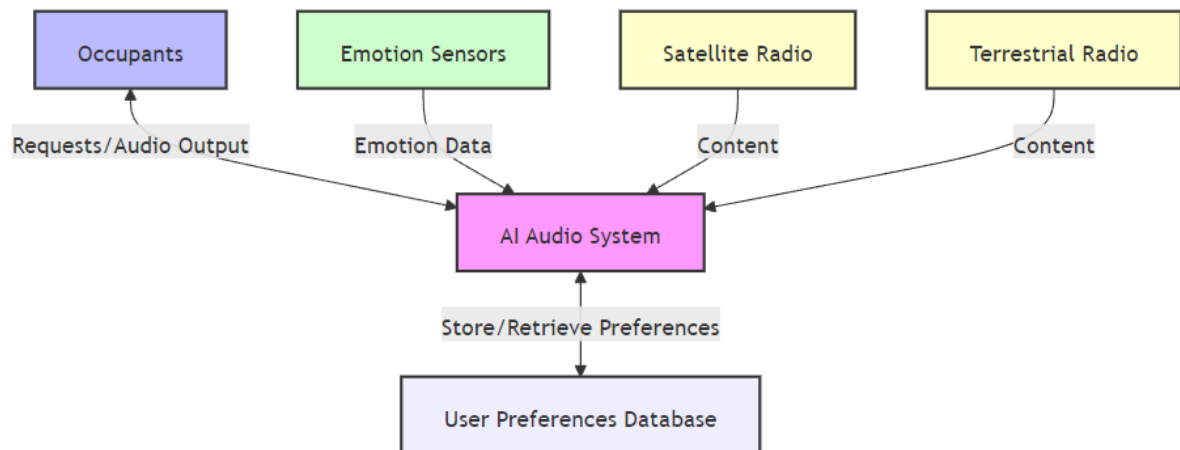 Occupants
Emotion Sensors
Satellite Radio
Terrestrial Radio
Requests/Audio Output
Emotion Data
Content
Content
AI Audio System
Store/Retrieve Preferences
User Preferences Database